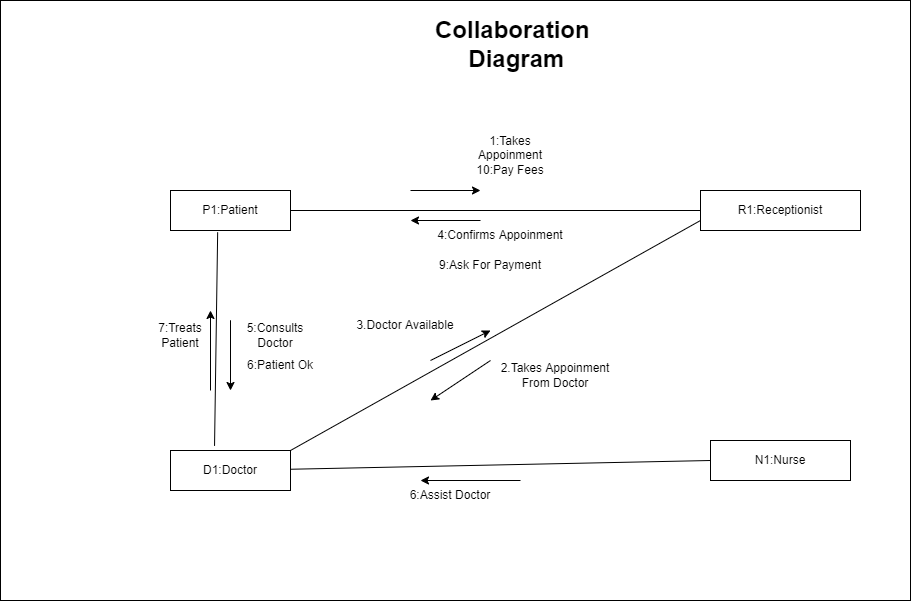 Collaboration
Diagram
1:Takes
Appoinment
10:Pay Fees
P1:Patient
R1:Receptionist
4:Confirms Appoinment
9:Ask For Payment
7:Treats
Patient
5:Consults
Doctor
6:Patient Ok
3.Doctor Available
2.Takes Appoinment
From Doctor
D1:Doctor
N1:Nurse
6:Assist Doctor